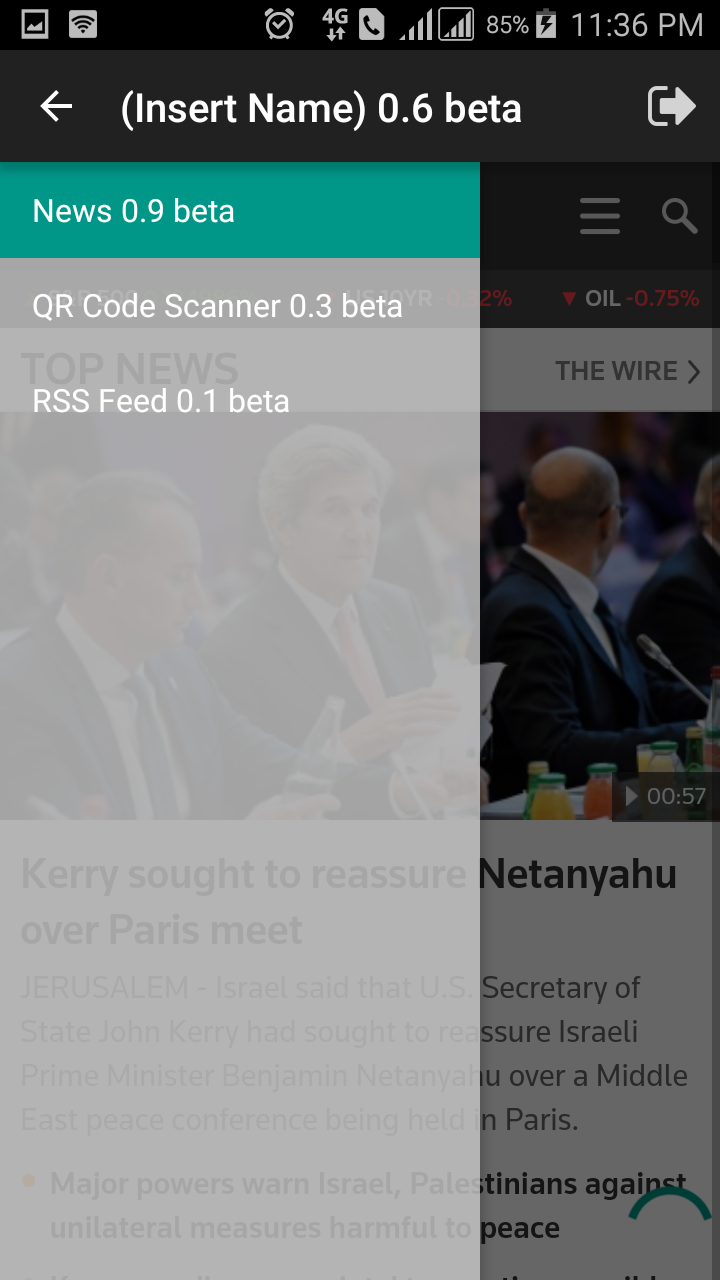 4G 85% 11:36 PM
(Insert Name) 0.6 beta
News 0.9 beta
S&P 500 US 10YR -0.32% OIL -0.75%
QR Code Scanner 0.3 beta
TOP NEWS THE WIRE
RSS Feed 0.1 beta
00:57
Kerry sought to reassure Netanyahu
over Paris meet
JERUSALEM - Israel said that U.S. Secretary of
State John Kerry had sought to reassure Israeli
Prime Minister Benjamin Netanyahu over a Middle
East peace conference being held in Paris.
Major powers warn Israel, Palestinians against
unilateral measures harmful to peace